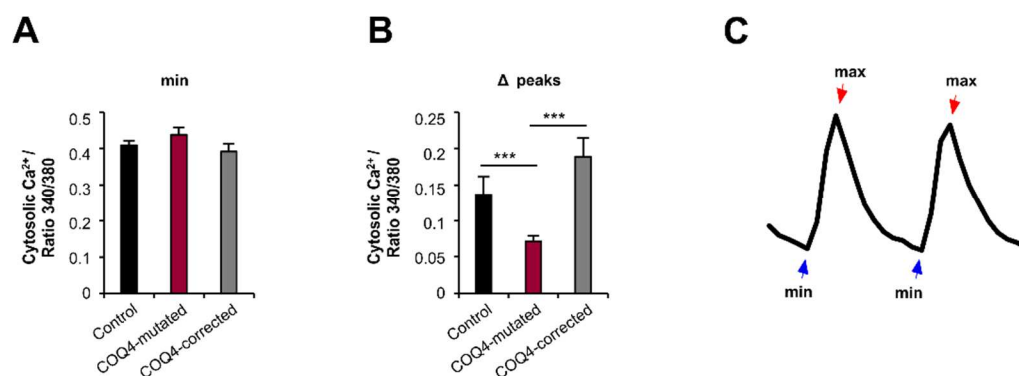 A
B
C
min
Cytosolic Ca²⁺ /
Ratio 340/380
0.5
0.4
0.3
0.2
0.1
0
Control
COQ4-mutated
COQ4-corrected
Δ peaks
Cytosolic Ca²⁺ /
Ratio 340/380
0.25
0.2
0.15
0.1
0.05
0
***
***
Control
COQ4-mutated
COQ4-corrected
max
max
min
min